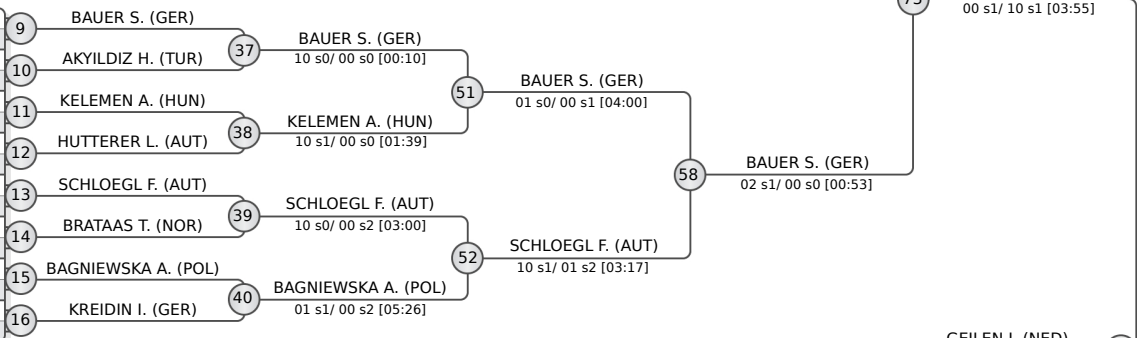 00 s1/ 10 s1 [03:55]
9
BAUER S. (GER)
10
AKYILDIZ H. (TUR)
37
BAUER S. (GER)
10 s0/ 00 s0 [00:10]
11
KELEMEN A. (HUN)
12
HUTTERER L. (AUT)
38
KELEMEN A. (HUN)
10 s1/ 00 s0 [01:39]
51
BAUER S. (GER)
01 s0/ 00 s1 [04:00]
13
SCHLOEGL F. (AUT)
14
BRATAAS T. (NOR)
39
SCHLOEGL F. (AUT)
10 s0/ 00 s2 [03:00]
15
BAGNIEWSKA A. (POL)
16
KREIDIN I. (GER)
40
BAGNIEWSKA A. (POL)
01 s1/ 00 s2 [05:26]
52
SCHLOEGL F. (AUT)
10 s1/ 01 s2 [03:17]
58
BAUER S. (GER)
02 s1/ 00 s0 [00:53]